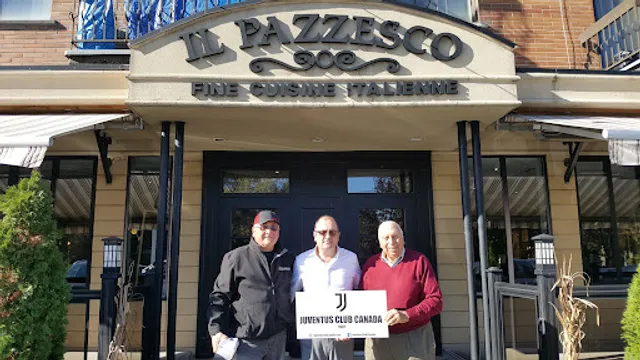 IL PAZZESCO
FINE CUISINE ITALIENNE
JUVENTUS CLUB CANADA